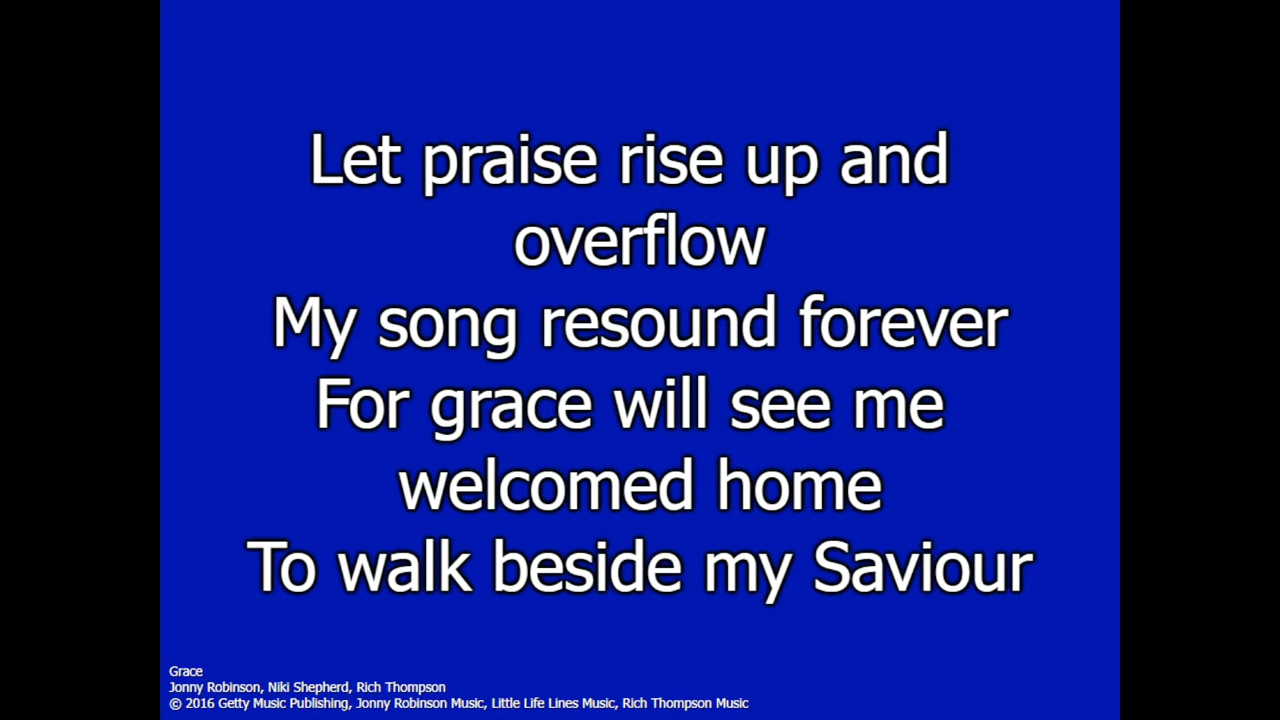 Let praise rise up and
overflow
My song resound forever
For grace will see me
welcomed home
To walk beside my Saviour
Grace
Jonny Robinson, Niki Shepherd, Rich Thompson
© 2016 Getty Music Publishing, Jonny Robinson Music, Little Life Lines Music, Rich Thompson Music